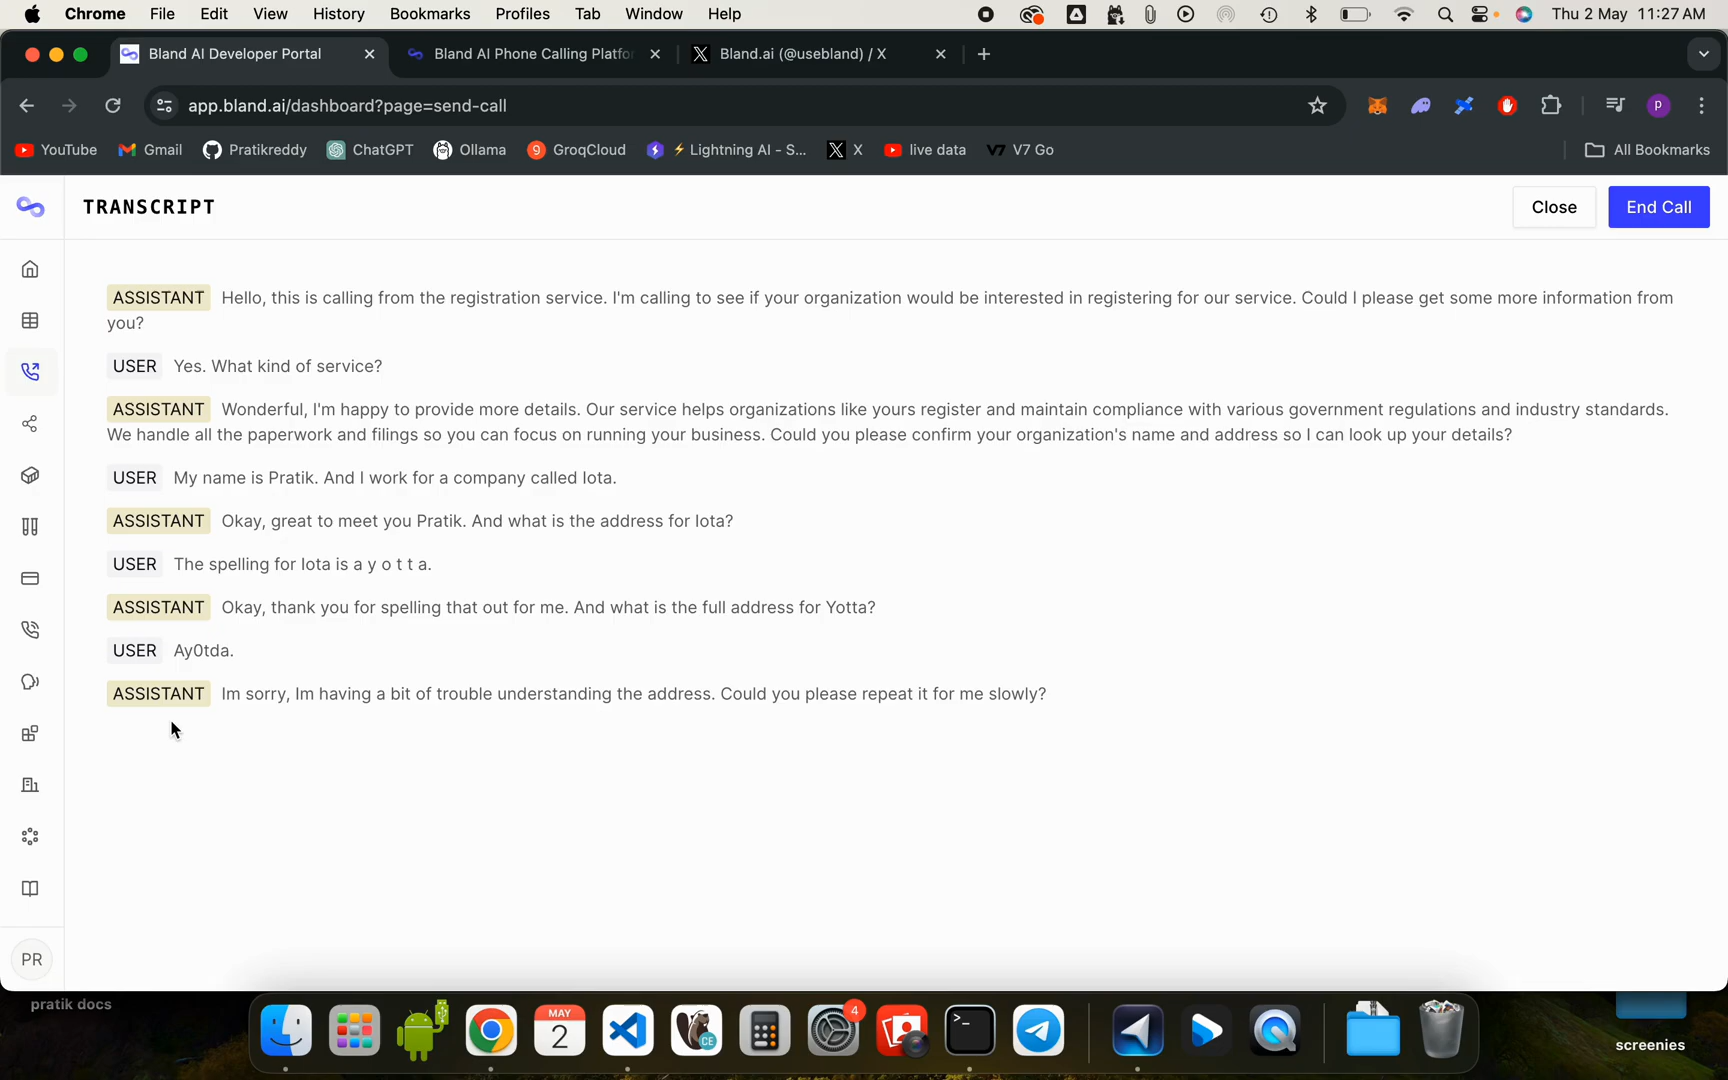 Chrome File Edit View History Bookmarks Profiles Tab Window Help Thu 2 May 11:27 AM
Bland AI Developer Portal Bland AI Phone Calling Platfor Bland.ai (@usebland) / X
app.bland.ai/dashboard?page=send-call P
YouTube Gmail Pratikreddy ChatGPT Ollama GroqCloud ⚡ Lightning AI - S... X live data V7 Go All Bookmarks
TRANSCRIPT Close End Call
ASSISTANT Hello, this is calling from the registration service. I'm calling to see if your organization would be interested in registering for our service. Could I please get some more information from
you?
USER Yes. What kind of service?
ASSISTANT Wonderful, I'm happy to provide more details. Our service helps organizations like yours register and maintain compliance with various government regulations and industry standards.
We handle all the paperwork and filings so you can focus on running your business. Could you please confirm your organization's name and address so I can look up your details?
USER My name is Pratik. And I work for a company called Iota.
ASSISTANT Okay, great to meet you Pratik. And what is the address for Iota?
USER The spelling for Iota is a y o t t a.
ASSISTANT Okay, thank you for spelling that out for me. And what is the full address for Yotta?
USER Ay0tda.
ASSISTANT Im sorry, Im having a bit of trouble understanding the address. Could you please repeat it for me slowly?
PR
pratik docs
MAY
2
CE
4
screenies